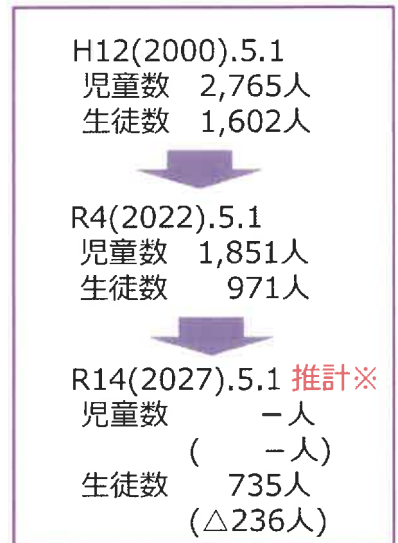 H12(2000).5.1
児童数 2,765人
生徒数 1,602人
R4(2022).5.1
児童数 1,851人
生徒数 971人
R14(2027).5.1 推計※
児童数 －人
( －人)
生徒数 735人
(△236人)